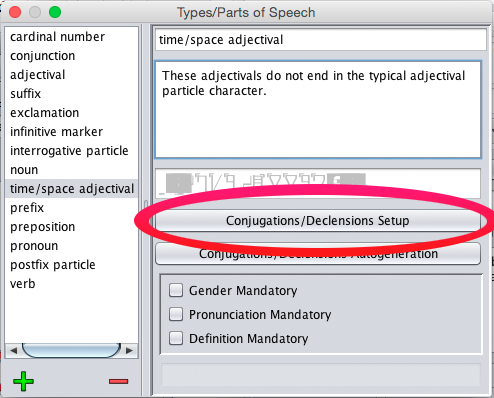 Types/Parts of Speech
cardinal number
conjunction
adjectival
suffix
exclamation
infinitive marker
interrogative particle
noun
time/space adjectival
prefix
preposition
pronoun
postfix particle
verb
time/space adjectival
These adjectivals do not end in the typical adjectival
particle character.
Conjugations/Declensions Setup
Conjugations/Declensions Autogeneration
Gender Mandatory
Pronunciation Mandatory
Definition Mandatory